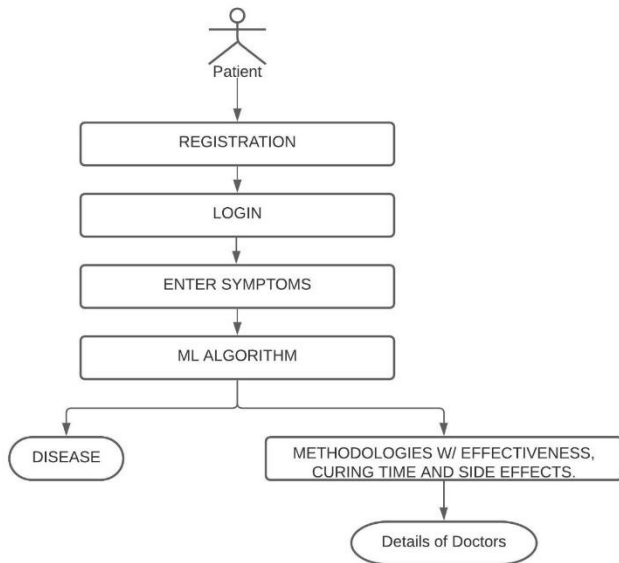 Patient
REGISTRATION
LOGIN
ENTER SYMPTOMS
ML ALGORITHM
DISEASE
METHODOLOGIES W/ EFFECTIVENESS,
CURING TIME AND SIDE EFFECTS.
Details of Doctors